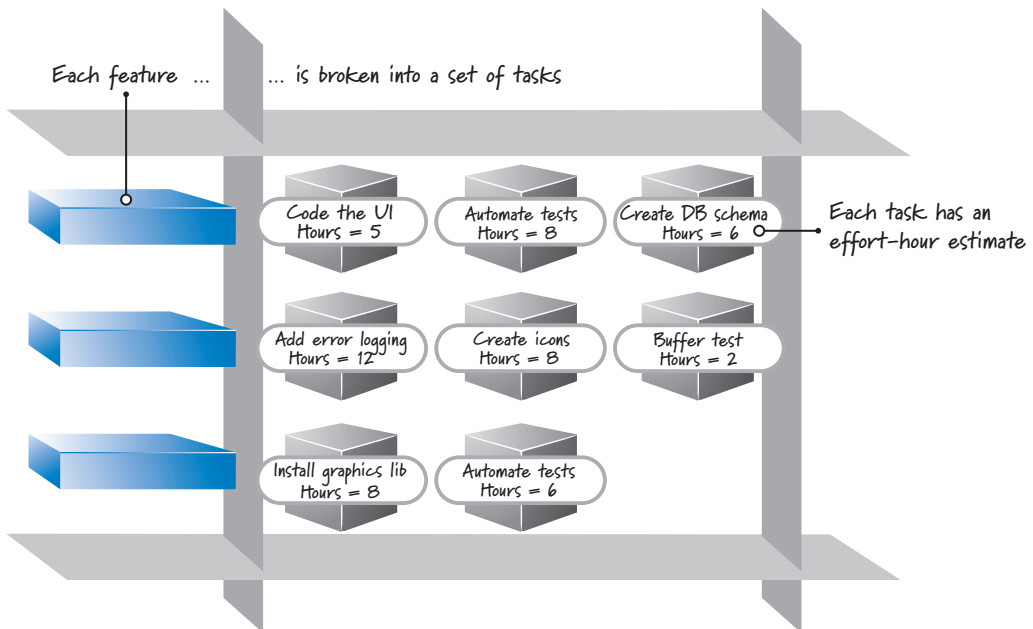 Each feature ...
... is broken into a set of tasks
Code the UI
Hours = 5
Automate tests
Hours = 8
Create DB schema
Hours = 6
Each task has an
effort-hour estimate
Add error logging
Hours = 12
Create icons
Hours = 8
Buffer test
Hours = 2
Install graphics lib
Hours = 8
Automate tests
Hours = 6